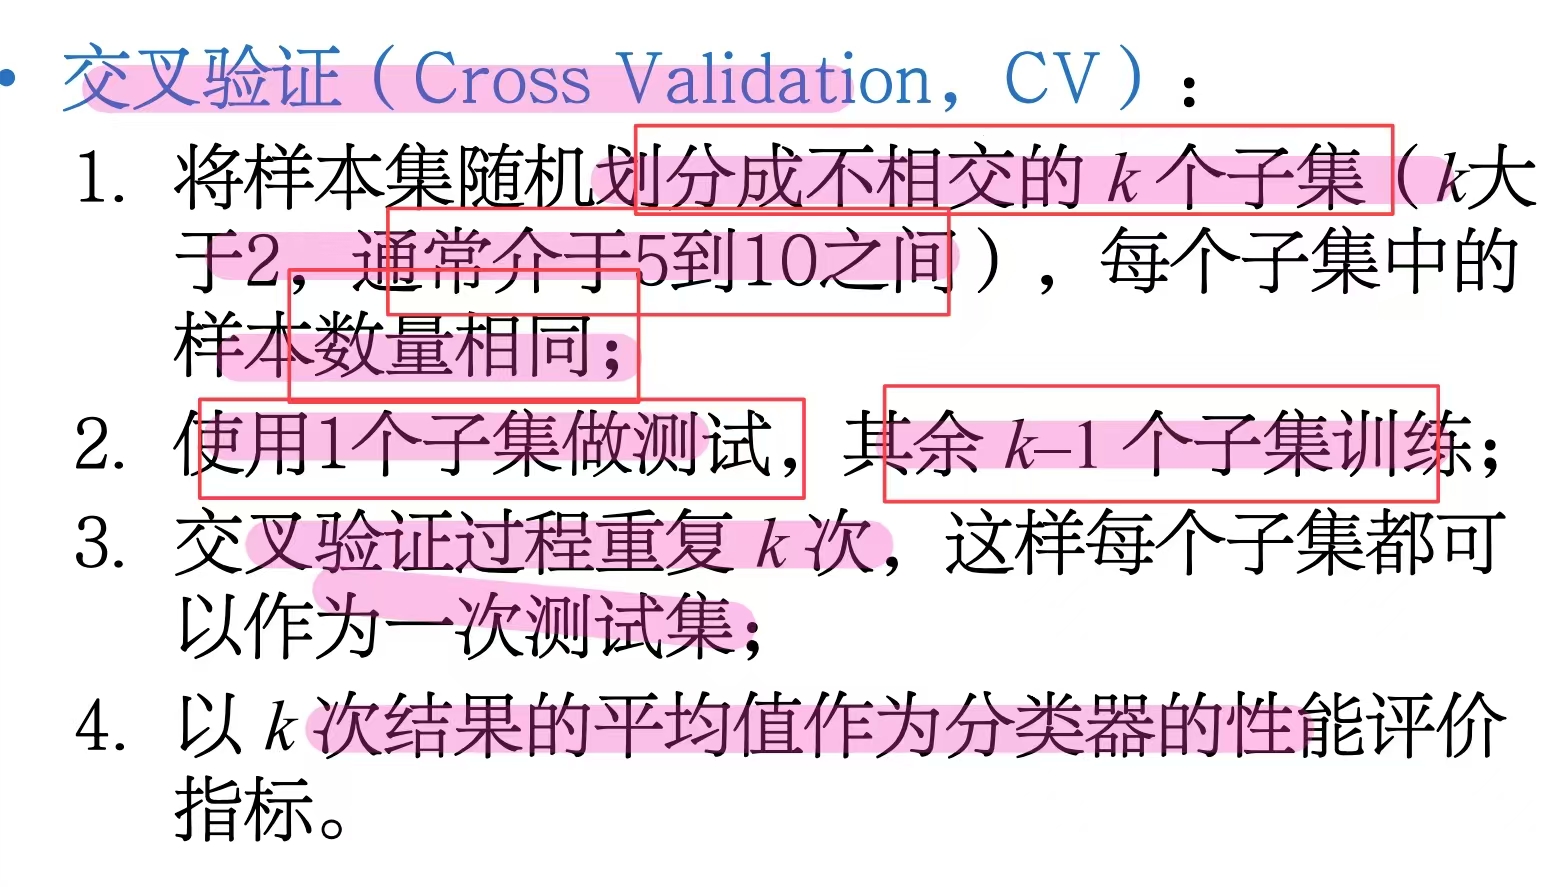 • 交叉验证（Cross Validation，CV）：
1. 将样本集随机划分成不相交的 k 个子集（k大
于2，通常介于5到10之间），每个子集中的
样本数量相同；
2. 使用1个子集做测试，其余 k–1 个子集训练；
3. 交叉验证过程重复 k 次，这样每个子集都可
以作为一次测试集；
4. 以 k 次结果的平均值作为分类器的性能评价
指标。